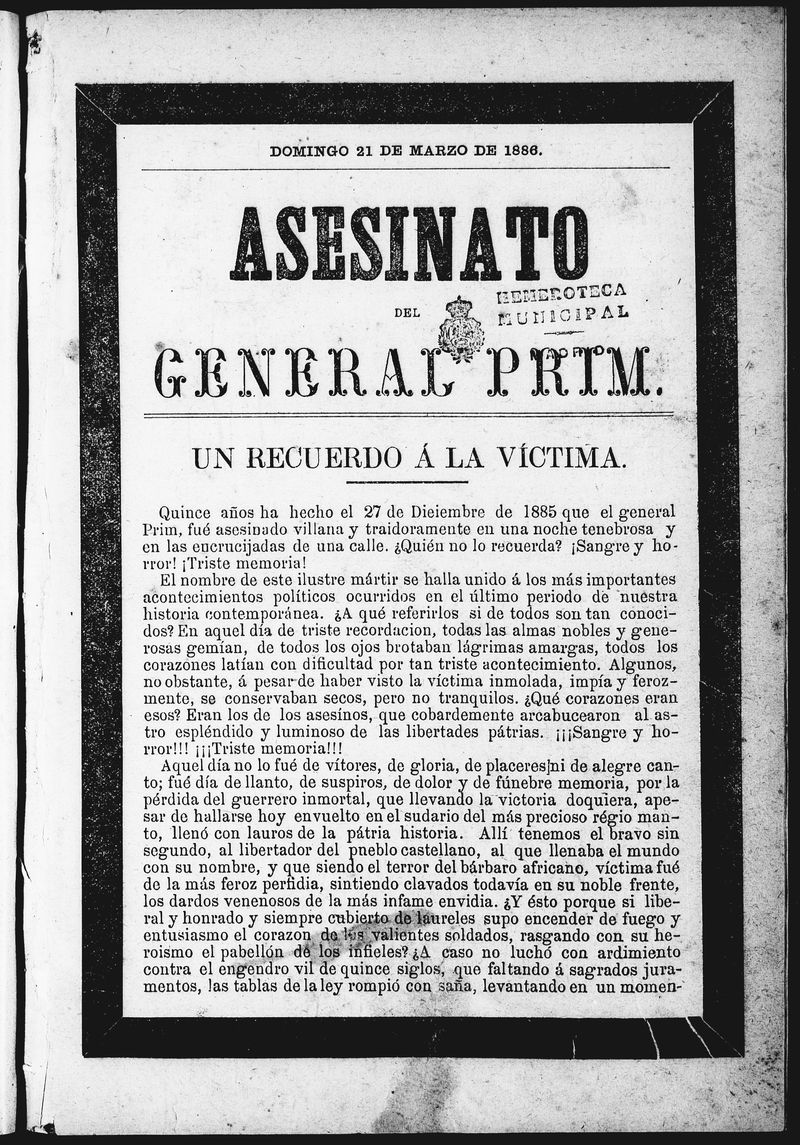 DOMINGO 21 DE MARZO DE 1886.
ASESINATO
DEL
HEMEROTECA
MUNICIPAL
GENERAL PRIM.
UN RECUERDO Á LA VÍCTIMA.
Quince años ha hecho el 27 de Dieiembre de 1885 que el general
Prim, fué asesinado villana y traidoramente en una noche tenebrosa y
en las encrucijadas de una calle. ¿Quién no lo recuerda? ¡Sangre y ho-
rror! ¡Triste memoria!
El nombre de este ilustre mártir se halla unido á los más importantes
acontecimientos políticos ocurridos en el último periodo de nuestra
historia contemporánea. ¿A qué referirlos si de todos son tan conoci-
dos? En aquel día de triste recordacion, todas las almas nobles y gene-
rosas gemían, de todos los ojos brotaban lágrimas amargas, todos los
corazones latían con dificultad por tan triste acontecimiento. Algunos,
no obstante, á pesar de haber visto la víctima inmolada, impía y feroz-
mente, se conservaban secos, pero no tranquilos. ¿Qué corazones eran
esos? Eran los de los asesínos, que cobardemente arcabucearon al as-
tro espléndido y luminoso de las libertades pátrias. ¡¡¡Sangre y ho-
rror!!! ¡¡¡Triste memoria!!!
Aquel día no lo fué de vítores, de gloria, de placeres ni de alegre can-
to; fué día de llanto, de suspiros, de dolor y de fúnebre memoria, por la
pérdida del guerrero inmortal, que llevando la victoria doquiera, ape-
sar de hallarse hoy envuelto en el sudario del más precioso régio man-
to, llenó con lauros de la pátria historia. Allí tenemos el bravo sin
segundo, al libertador del pueblo castellano, al que llenaba el mundo
con su nombre, y que siendo el terror del bárbaro africano, víctima fué
de la más feroz perfidia, sintiendo clavados todavía en su noble frente,
los dardos venenosos de la más infame envidia. ¿Y ésto porque si libe-
ral y honrado y siempre cubierto de laureles supo encender de fuego y
entusiasmo el corazon de los valientes soldados, rasgando con su he-
roismo el pabellón de los infieles? ¿A caso no luchó con ardimiento
contra el engendro vil de quince siglos, que faltando á sagrados jura-
mentos, las tablas de la ley rompió con saña, levantando en un momen-